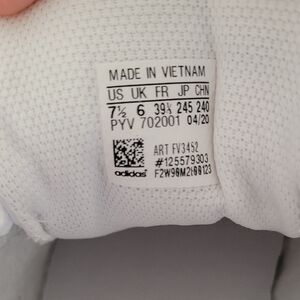 MADE IN VIETNAM
US UK FR JP CHN
7½ 6 39⅓ 245 240
PYV 702001 04/20
ART FV3452
#125579303
adidas